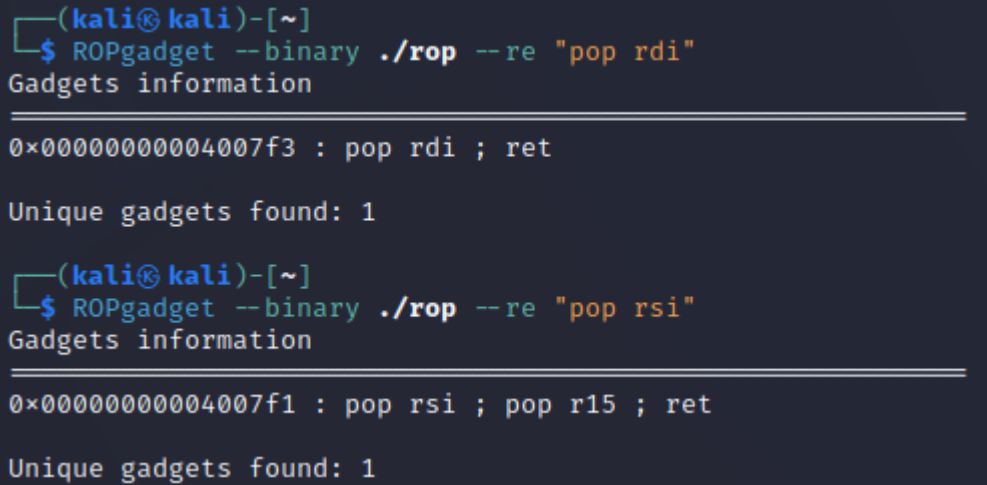 ┌──(kali㉿kali)-[~]
└─$ ROPgadget --binary ./rop --re "pop rdi"
Gadgets information
============================================================
0x00000000004007f3 : pop rdi ; ret
Unique gadgets found: 1
┌──(kali㉿kali)-[~]
└─$ ROPgadget --binary ./rop --re "pop rsi"
Gadgets information
============================================================
0x00000000004007f1 : pop rsi ; pop r15 ; ret
Unique gadgets found: 1